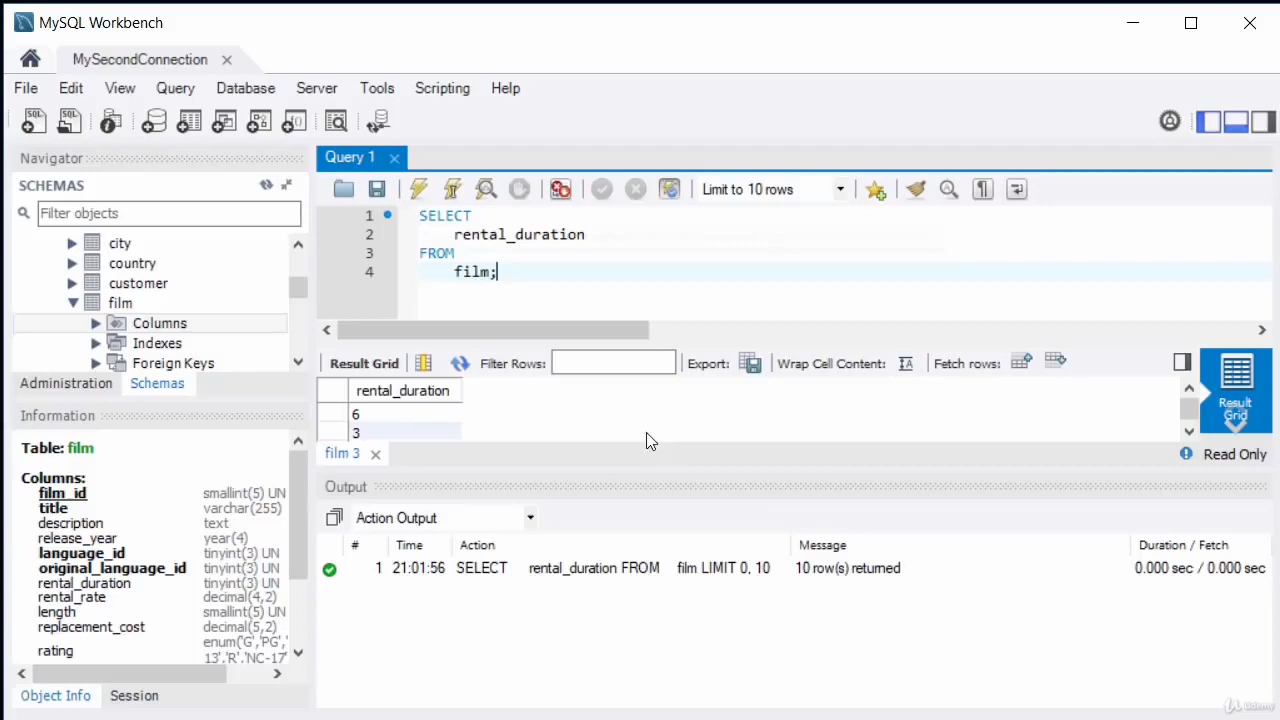 MySQL Workbench
MySecondConnection
File Edit View Query Database Server Tools Scripting Help
Navigator
SCHEMAS
Filter objects
city
country
customer
film
Columns
Indexes
Foreign Keys
Administration Schemas
Information
Table: film
Columns:
film_id smallint(5) UN
title varchar(255)
description text
release_year year(4)
language_id tinyint(3) UN
original_language_id tinyint(3) UN
rental_duration tinyint(3) UN
rental_rate decimal(4,2)
length smallint(5) UN
replacement_cost decimal(5,2)
rating enum('G','PG','
13','R','NC-17'
Object Info Session
Query 1
Limit to 10 rows
1 SELECT
2 rental_duration
3 FROM
4 film;
Result Grid Filter Rows: Export: Wrap Cell Content: Fetch rows:
rental_duration
6
3
Result
Grid
film 3 Read Only
Output
Action Output
# Time Action Message Duration / Fetch
1 21:01:56 SELECT rental_duration FROM film LIMIT 0, 10 10 row(s) returned 0.000 sec / 0.000 sec
Udemy